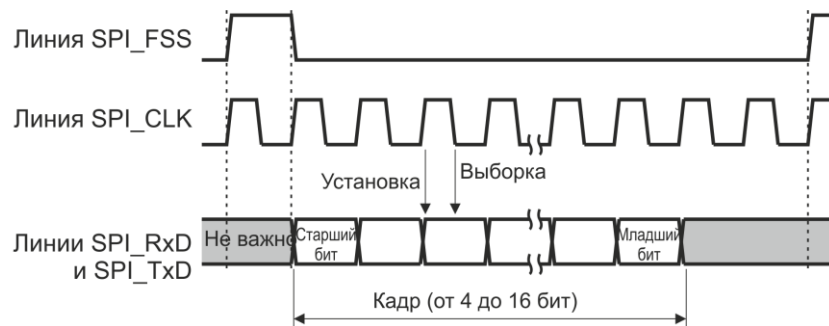 Линия SPI_FSS
Линия SPI_CLK
Установка
Выборка
Линии SPI_RxD
и SPI_TxD
Не важно
Старший
бит
Младший
бит
Кадр (от 4 до 16 бит)